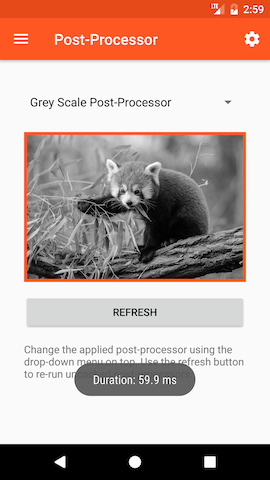 LTE 2:59
Post-Processor
Grey Scale Post-Processor
REFRESH
Change the applied post-processor using the
drop-down menu on top. Use the refresh button
to re-run
Duration: 59.9 ms